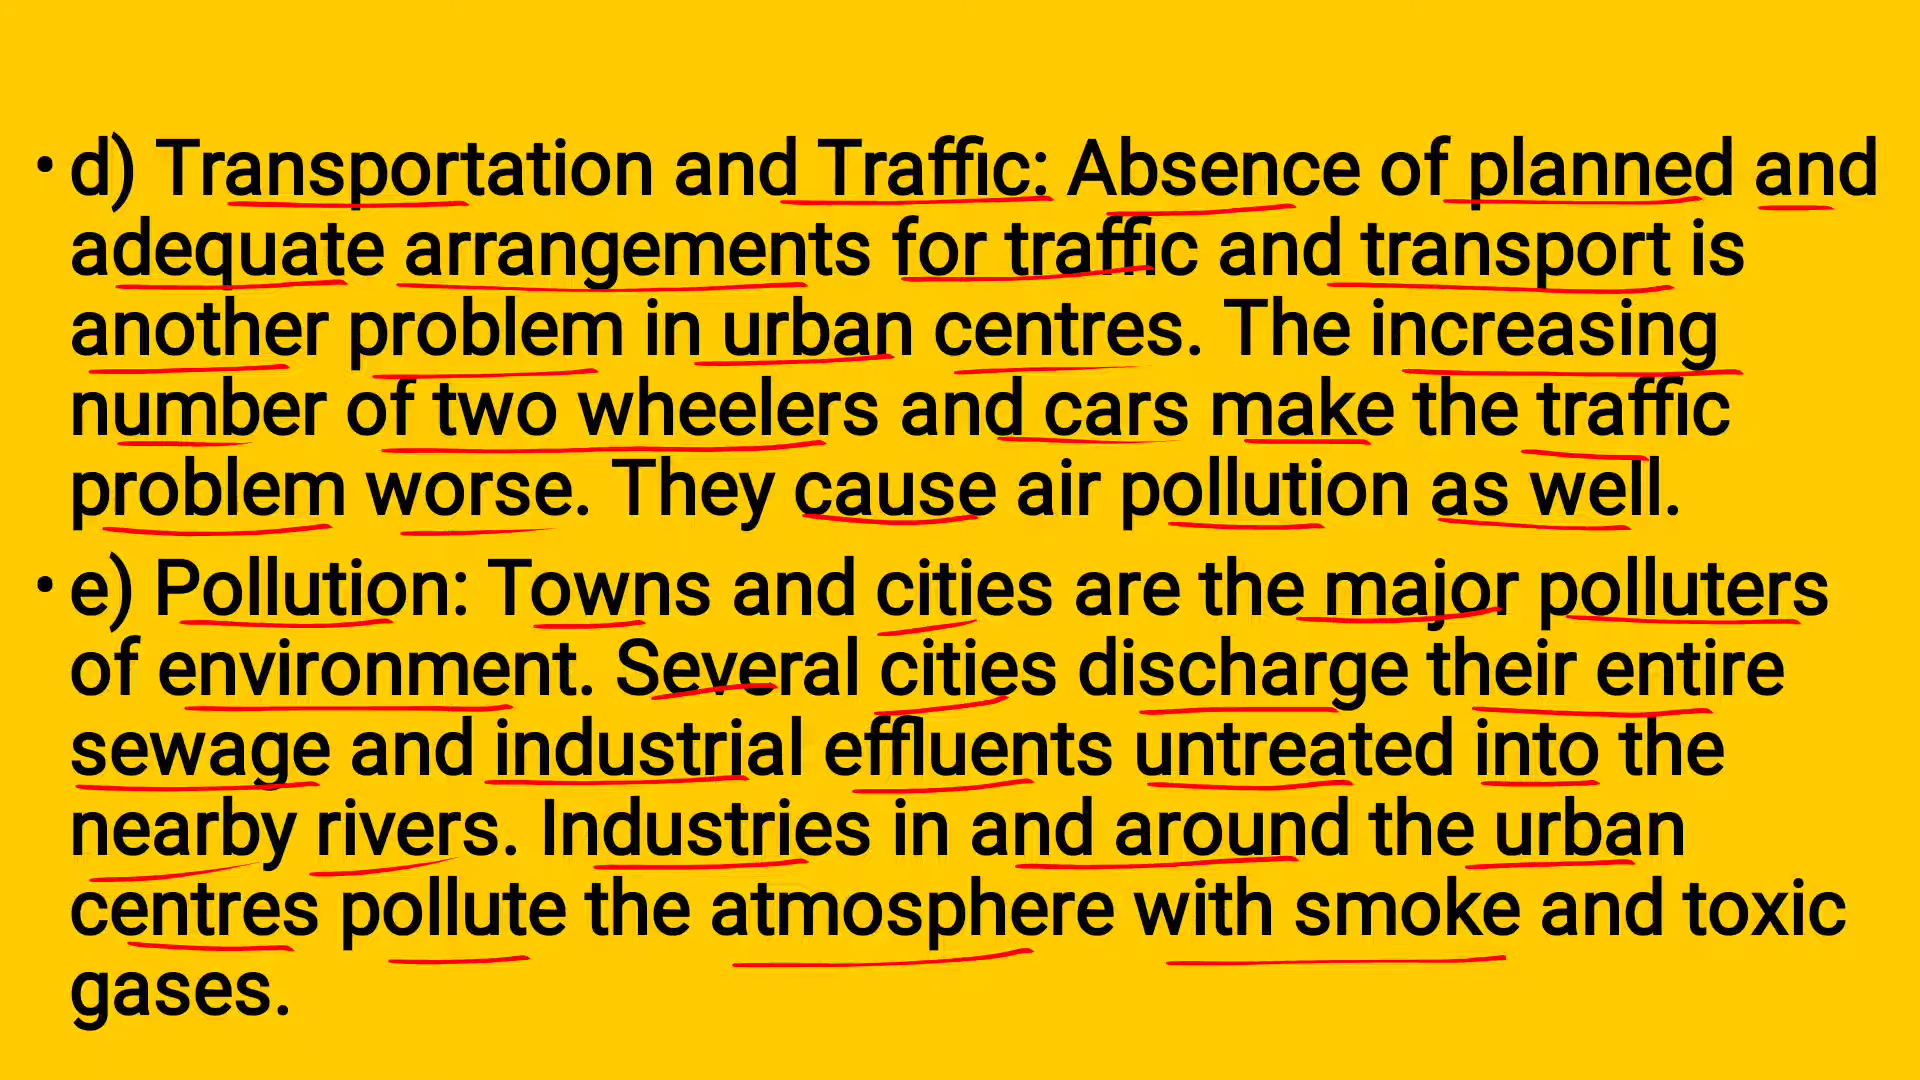 • d) Transportation and Traffic: Absence of planned and
adequate arrangements for traffic and transport is
another problem in urban centres. The increasing
number of two wheelers and cars make the traffic
problem worse. They cause air pollution as well.
• e) Pollution: Towns and cities are the major polluters
of environment. Several cities discharge their entire
sewage and industrial effluents untreated into the
nearby rivers. Industries in and around the urban
centres pollute the atmosphere with smoke and toxic
gases.